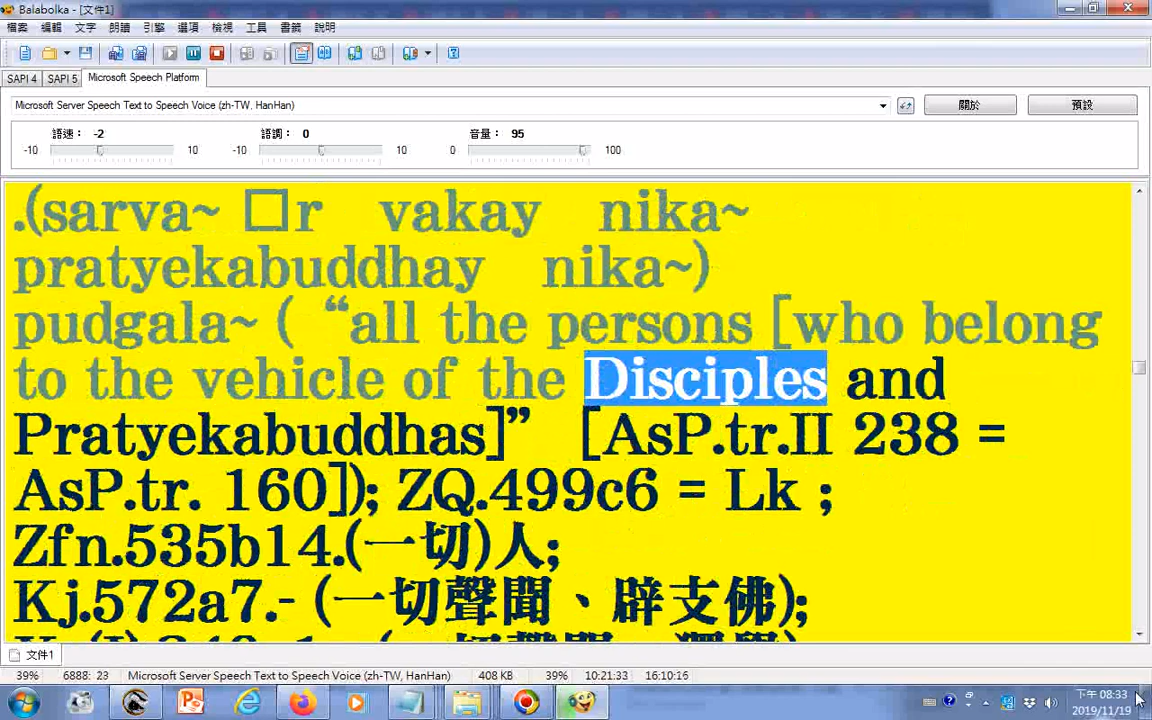 Balabolka - [文件1]
檔案 編輯 文字 朗讀 引擎 選項 檢視 工具 書籤 說明
SAPI 4 SAPI 5 Microsoft Speech Platform
Microsoft Server Speech Text to Speech Voice (zh-TW, HanHan) 關於 預設
語速： -2 語調： 0 音量： 95
-10 10 -10 10 0 100
.(sarva~ □r vakay nika~
pratyekabuddhay nika~)
pudgala~ ( “all the persons [who belong
to the vehicle of the Disciples and
Pratyekabuddhas]” [AsP.tr.II 238 =
AsP.tr. 160]); ZQ.499c6 = Lk ;
Zfn.535b14.(一切)人;
Kj.572a7.- (一切聲聞、辟支佛);
文件1
39% 6888: 23 Microsoft Server Speech Text to Speech Voice (zh-TW, HanHan) 408 KB 39% 10:21:33 16:10:16
下午 08:33
2019/11/19